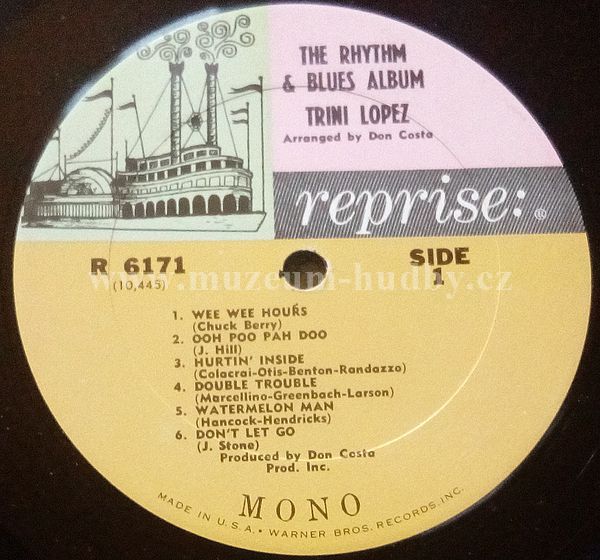 THE RHYTHM
& BLUES ALBUM
TRINI LOPEZ
Arranged by Don Costa
reprise:®
R 6171
(10,445)
SIDE
1
www.muzeum-hudby.cz
1. WEE WEE HOURS
(Chuck Berry)
2. OOH POO PAH DOO
(J. Hill)
3. HURTIN' INSIDE
(Colacrai-Otis-Benton-Randazzo)
4. DOUBLE TROUBLE
(Marcellino-Greenbach-Larson)
5. WATERMELON MAN
(Hancock-Hendricks)
6. DON'T LET GO
(J. Stone)
Produced by Don Costa
Prod. Inc.
MONO
MADE IN U.S.A. • WARNER BROS. RECORDS, INC.